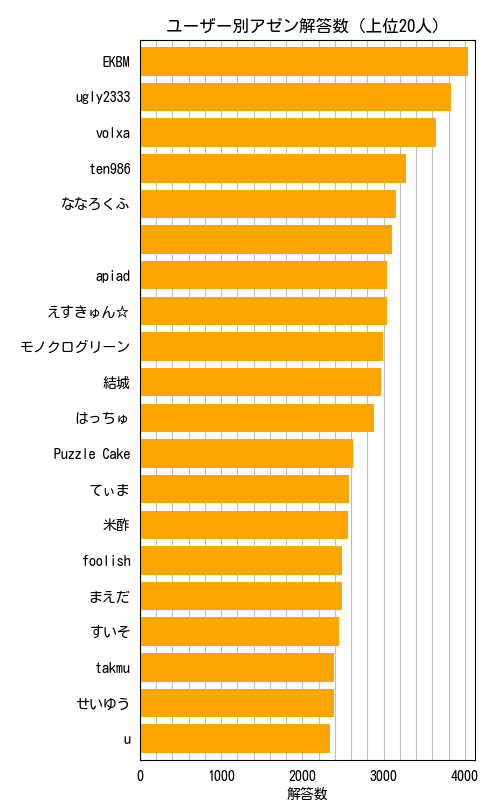 ユーザー別アゼン解答数 (上位20人)
EKBM
ugly2333
volxa
ten986
ななろくふ
apiad
えすきゅん☆
モノクログリーン
結城
はっちゅ
Puzzle Cake
てぃま
米酢
foolish
まえだ
すいそ
takmu
せいゆう
u
0 1000 2000 3000 4000
解答数